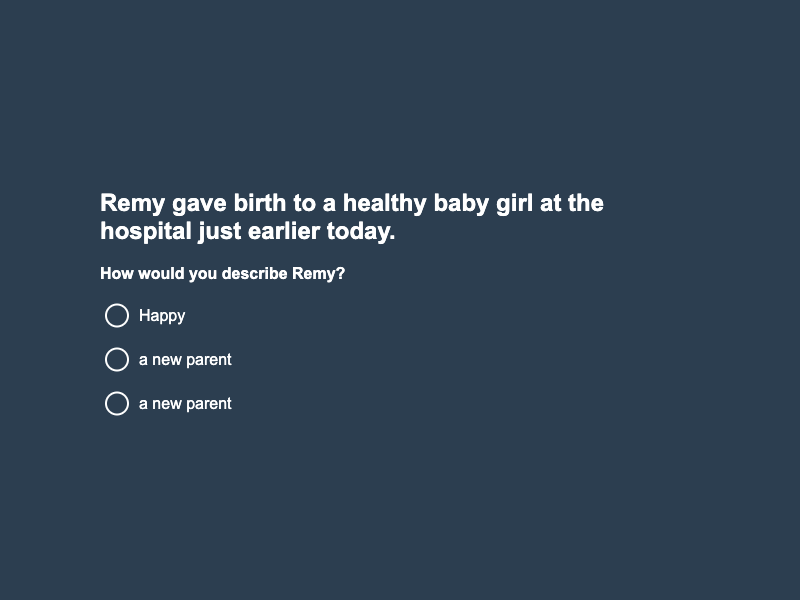 Remy gave birth to a healthy baby girl at the
hospital just earlier today.
How would you describe Remy?
Happy
a new parent
a new parent